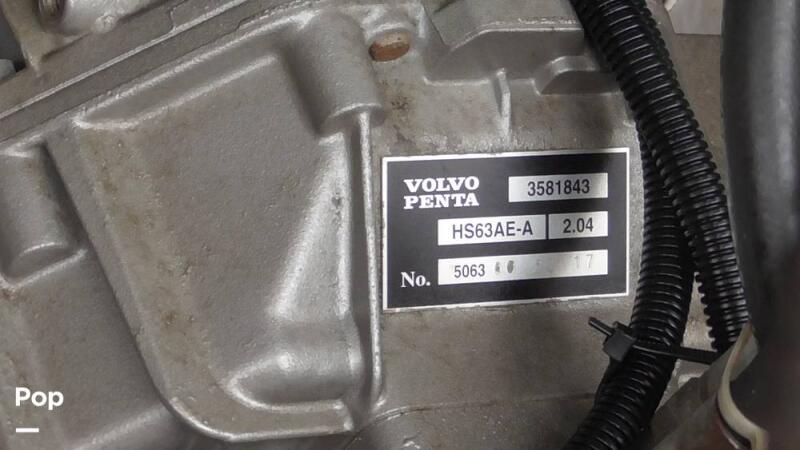 VOLVO
PENTA
3581843
HS63AE-A 2.04
No. 5063 17
Pop